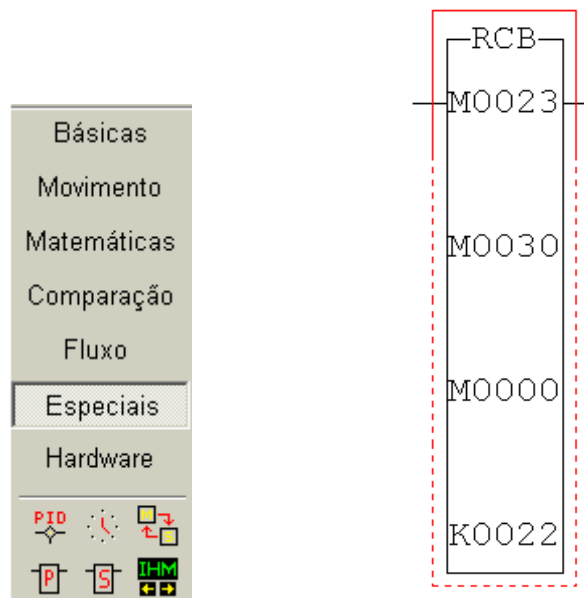 Básicas
Movimento
Matemáticas
Comparação
Fluxo
Especiais
Hardware
PID
P
S
IHM
RCB
M0023
M0030
M0000
K0022